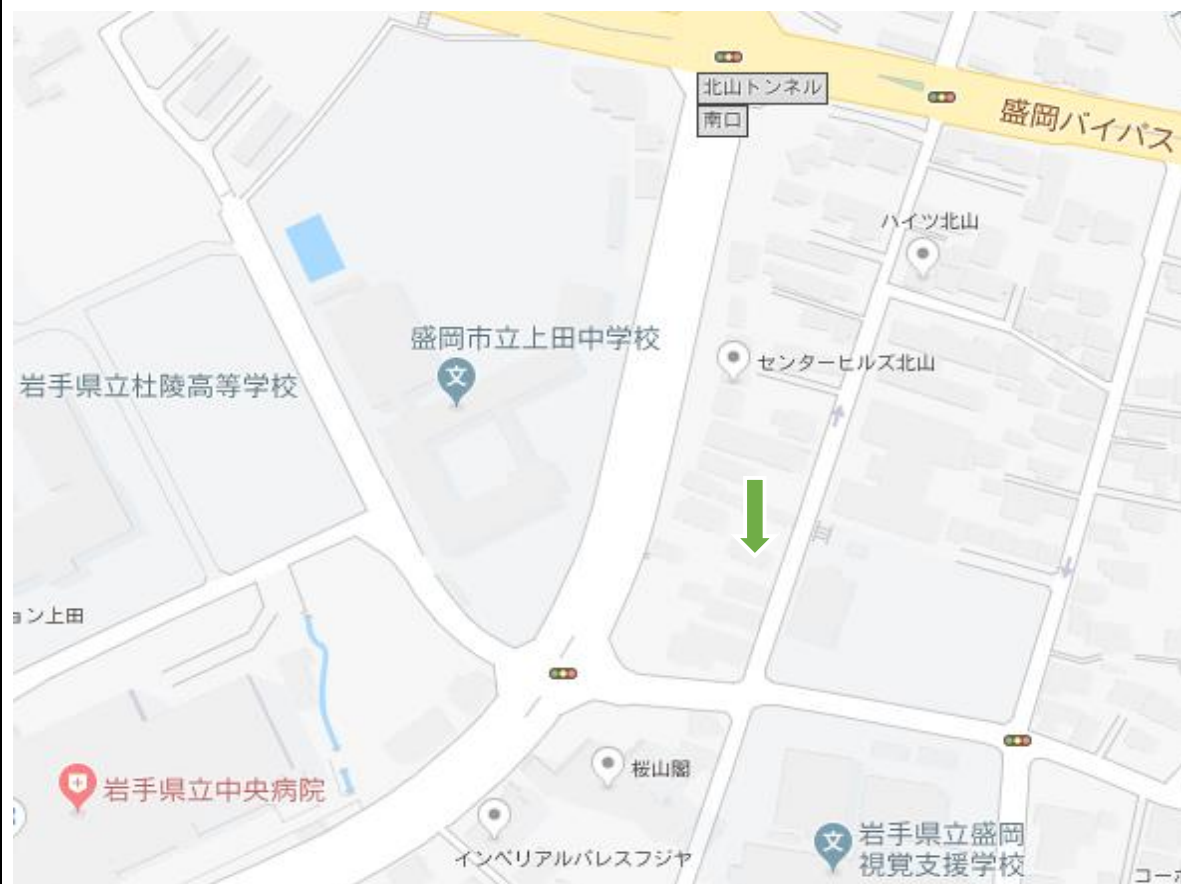 北山トンネル
南口
盛岡バイパス
ハイツ北山
盛岡市立上田中学校
文
センターヒルズ北山
岩手県立杜陵高等学校
ョン上田
桜山閣
岩手県立中央病院
インペリアルパレスフジヤ
文
岩手県立盛岡
視覚支援学校
コーポ